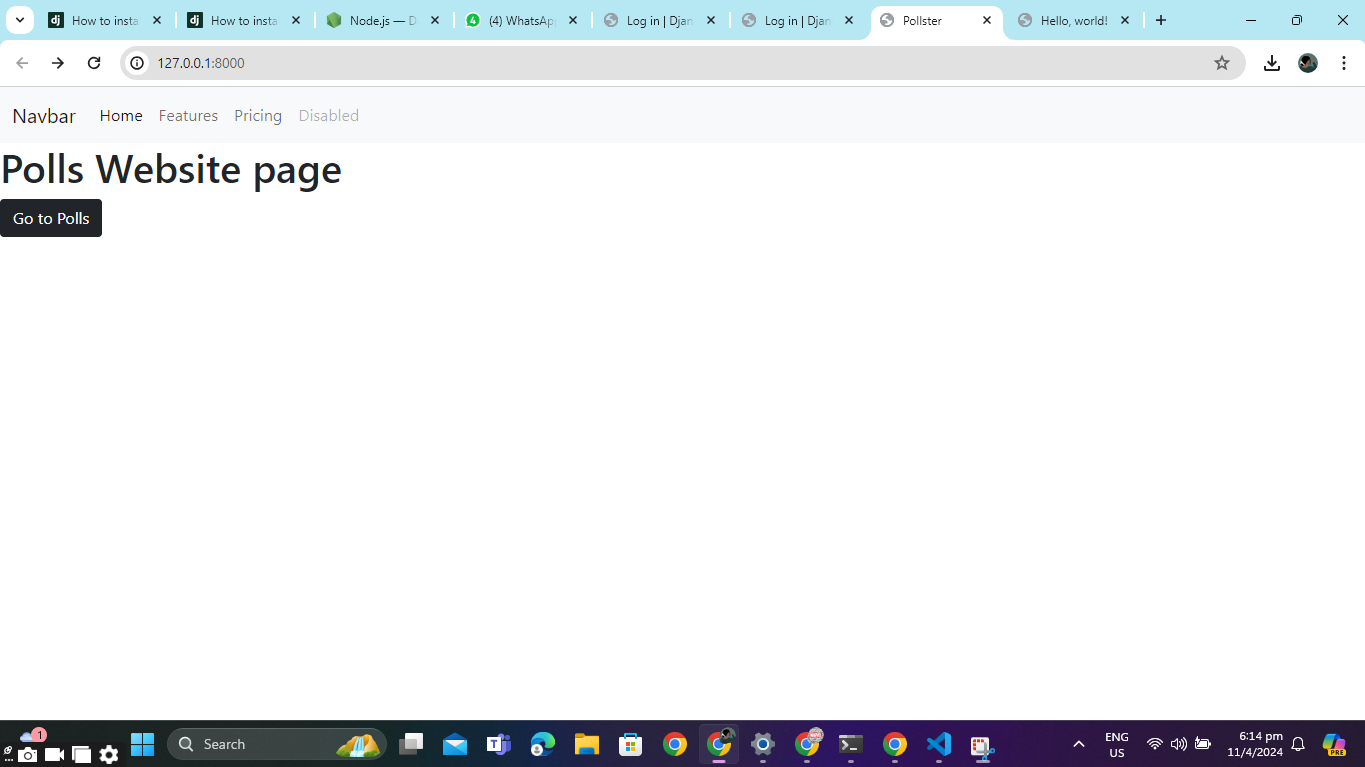 How to insta
How to insta
Node.js — D
(4) WhatsAp
Log in | Djan
Log in | Djan
Pollster
Hello, world!
127.0.0.1:8000
Navbar Home Features Pricing Disabled
Polls Website page
Go to Polls
1
Search
ENG
US
6:14 pm
11/4/2024
PRE